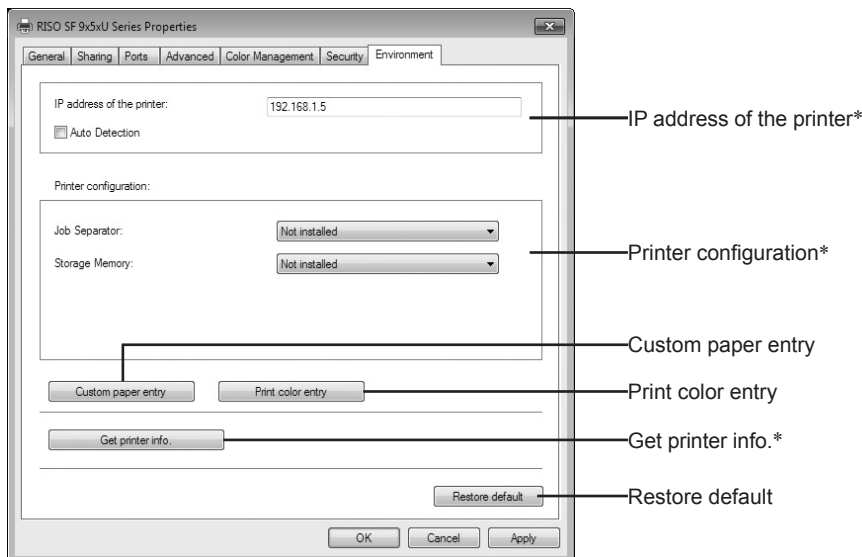 RISO SF 9x5xU Series Properties
General Sharing Ports Advanced Color Management Security Environment
IP address of the printer: 192.168.1.5
Auto Detection
Printer configuration:
Job Separator: Not installed
Storage Memory: Not installed
Custom paper entry Print color entry
Get printer info.
Restore default
OK Cancel Apply
IP address of the printer*
Printer configuration*
Custom paper entry
Print color entry
Get printer info.*
Restore default